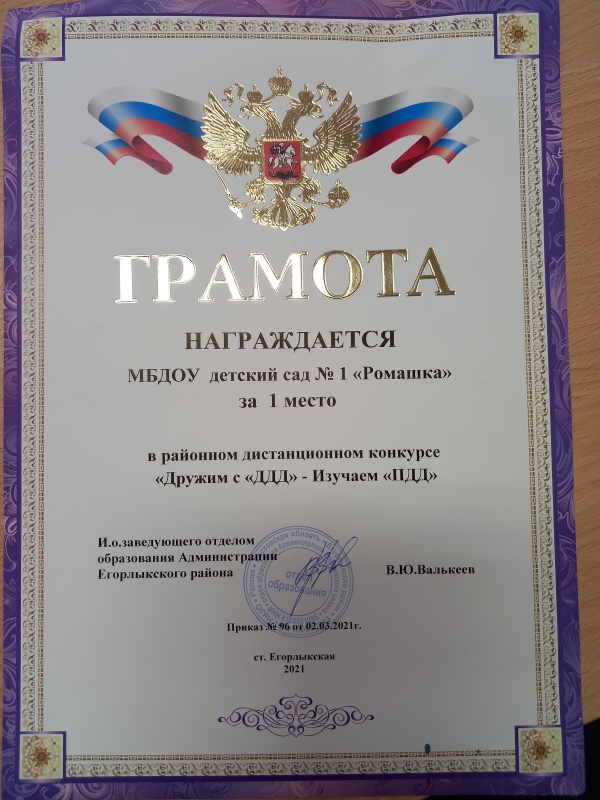 ГРАМОТА
НАГРАЖДАЕТСЯ
МБДОУ детский сад № 1 «Ромашка»
за 1 место
в районном дистанционном конкурсе
«Дружим с «ДДД» - Изучаем «ПДД»
И.о.заведующего отделом
образования Администрации
Егорлыкского района
В.Ю.Валькеев
отдел
образования
Приказ № 96 от 02.03.2021г.
ст. Егорлыкская
2021